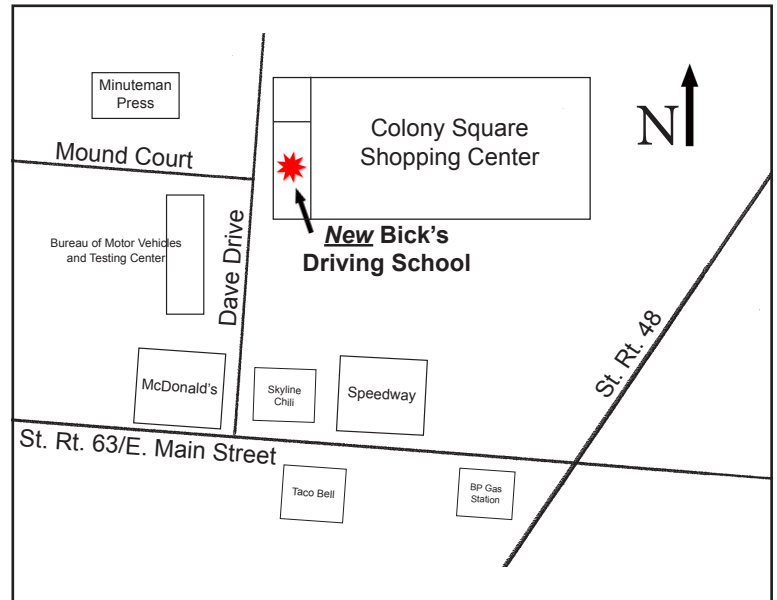 Minuteman
Press
Colony Square
Shopping Center
N
Mound Court
New Bick's
Driving School
Bureau of Motor Vehicles
and Testing Center
Dave Drive
St. Rt. 48
McDonald's
Skyline
Chili
Speedway
St. Rt. 63/E. Main Street
Taco Bell
BP Gas
Station